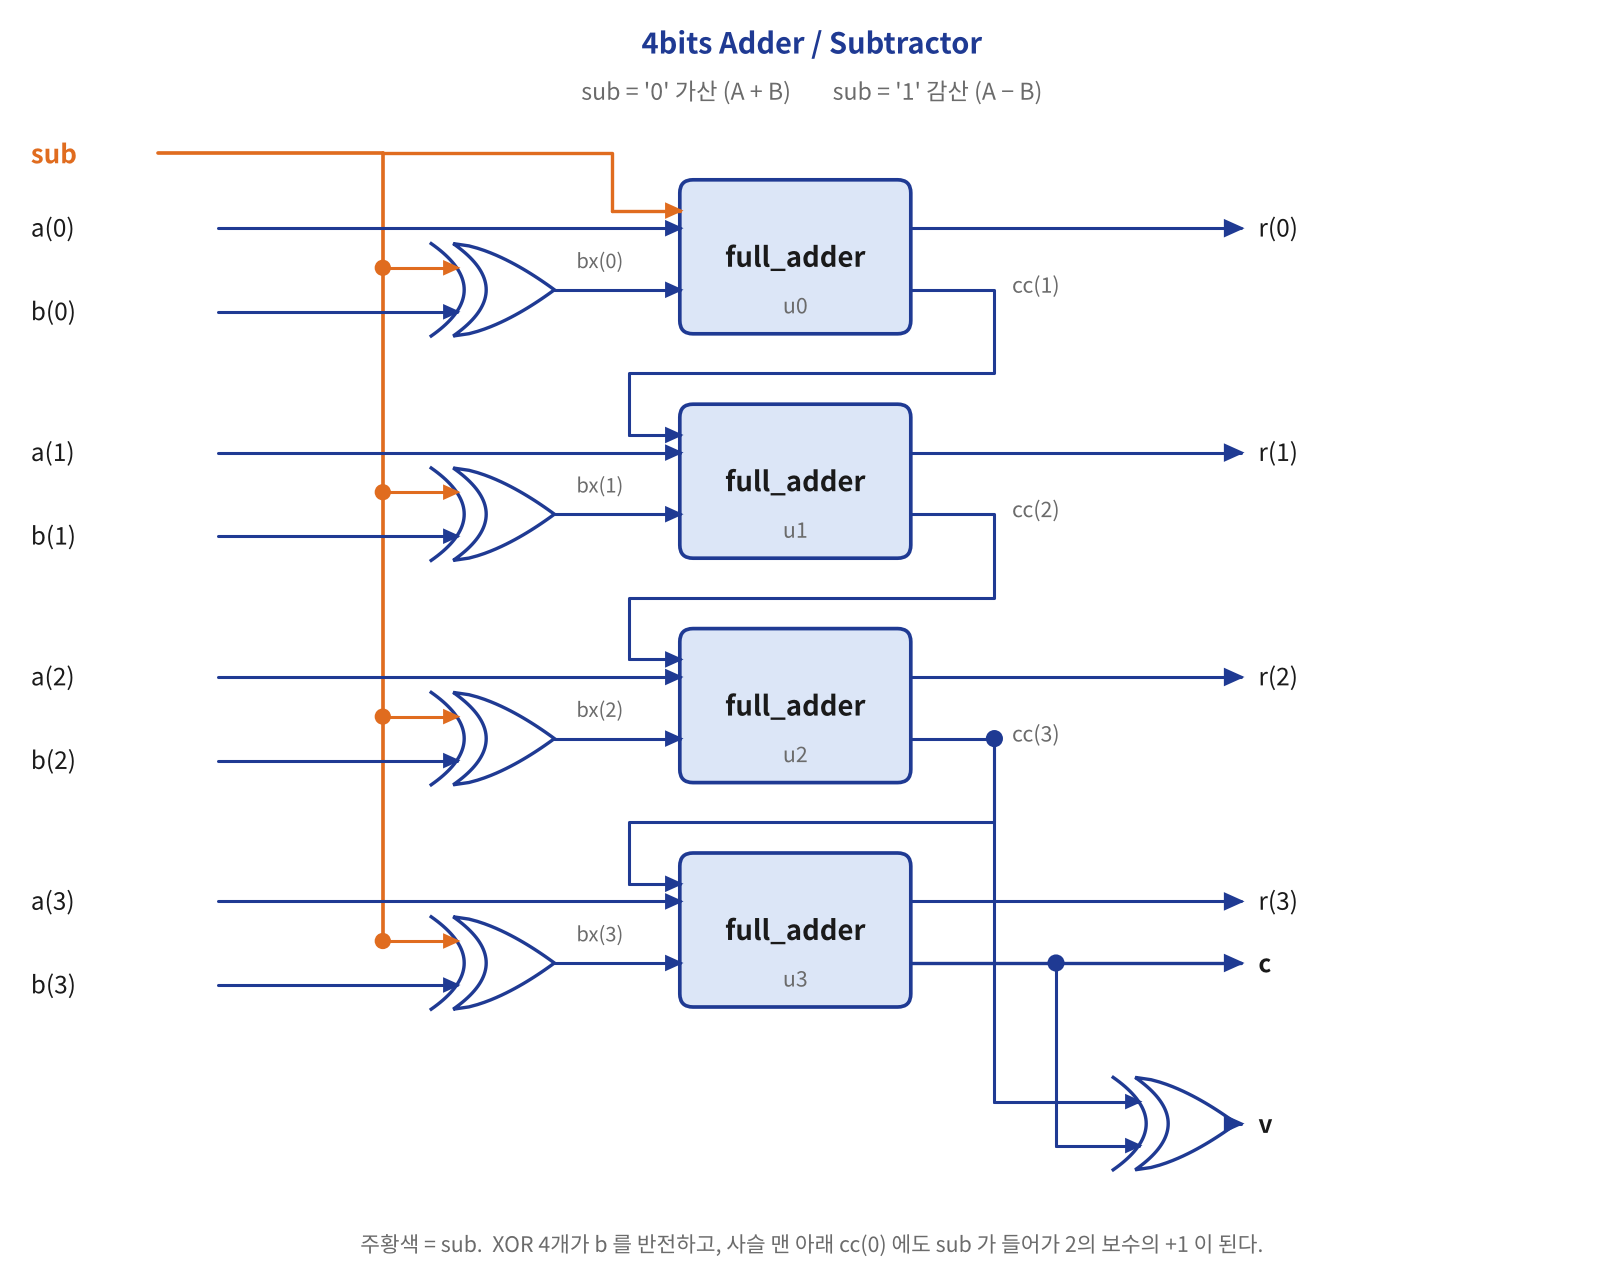 4bits Adder / Subtractor
sub = '0' 가산 (A + B) sub = '1' 감산 (A − B)
sub
a(0)
r(0)
full_adder
bx(0)
cc(1)
u0
b(0)
a(1)
r(1)
full_adder
bx(1)
cc(2)
u1
b(1)
a(2)
r(2)
full_adder
bx(2)
cc(3)
u2
b(2)
a(3)
r(3)
full_adder
bx(3)
c
u3
b(3)
v
주황색 = sub. XOR 4개가 b 를 반전하고, 사슬 맨 아래 cc(0) 에도 sub 가 들어가 2의 보수의 +1 이 된다.